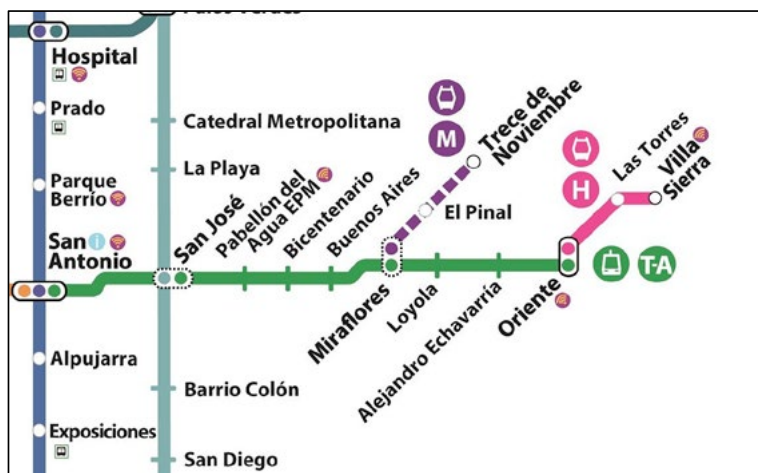 Hospital
Prado
Parque
Berrío
San
Antonio
Alpujarra
Exposiciones
Catedral Metropolitana
La Playa
San José
Pabellón del
Agua EPM
Bicentenario
Buenos Aires
Barrio Colón
San Diego
M
Trece de
Noviembre
El Pinal
Miraflores
Loyola
Alejandro Echavarría
Oriente
H
Las Torres
Villa
Sierra
T-A